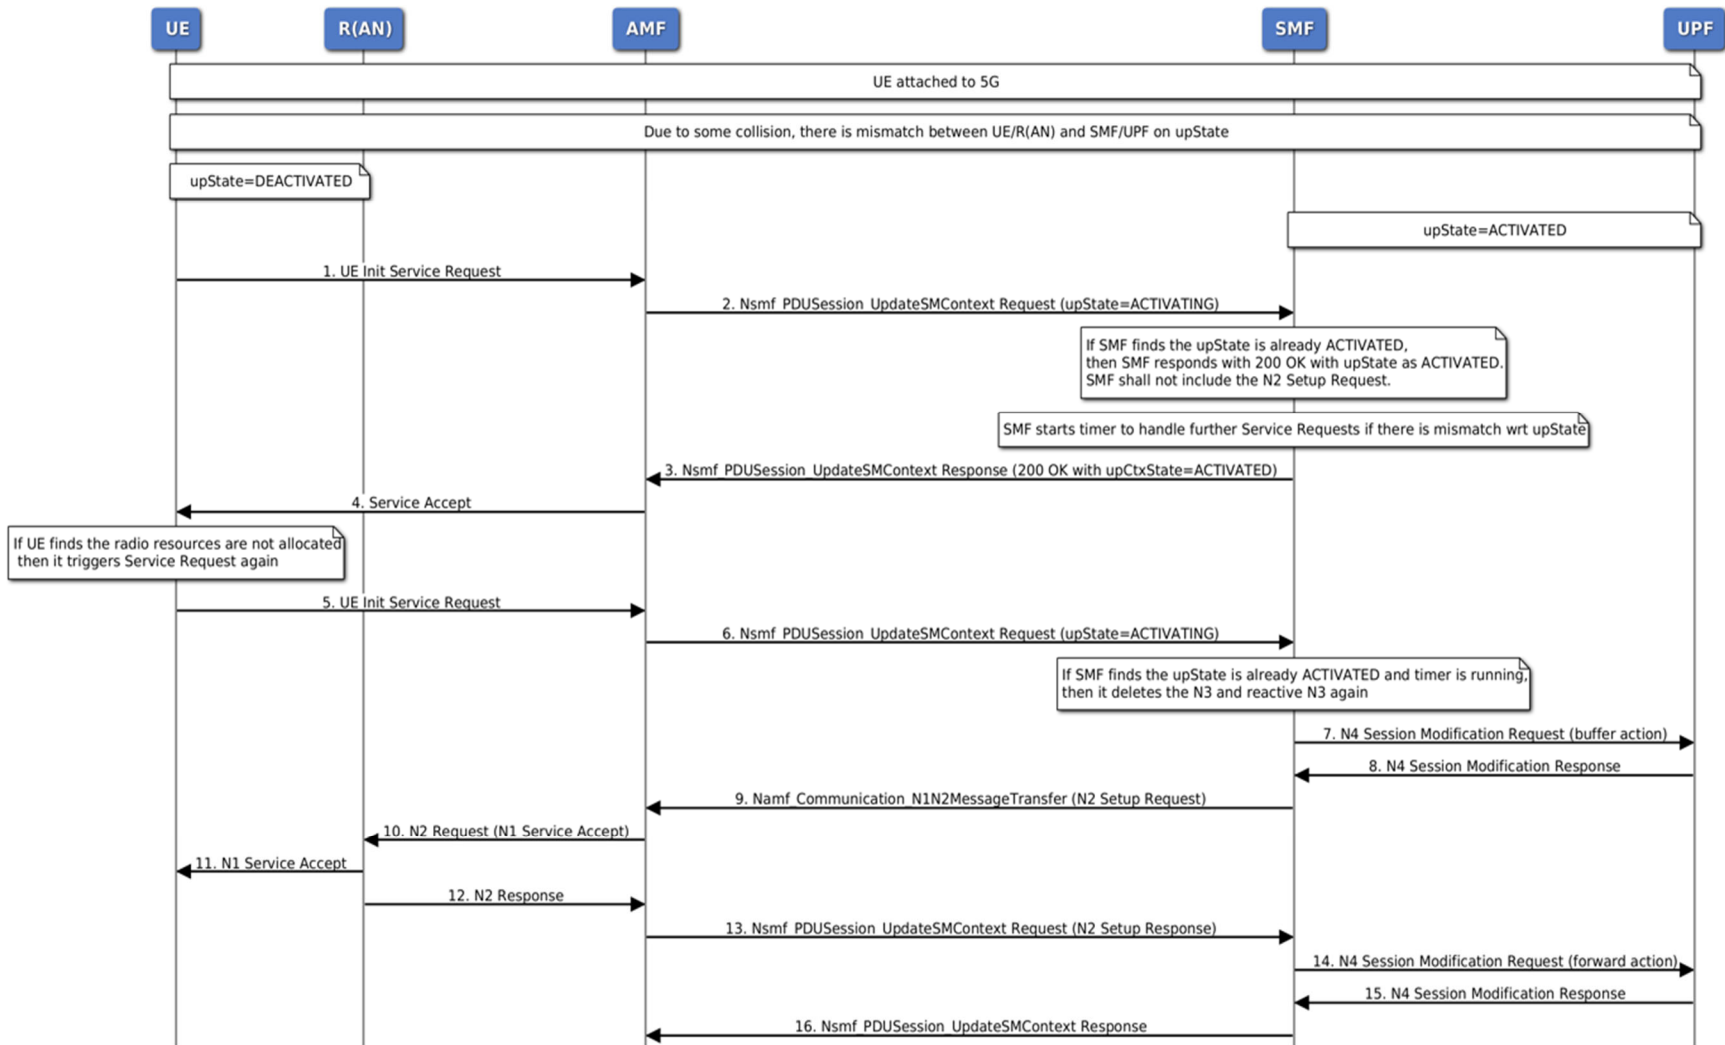 UE
R(AN)
AMF
SMF
UPF
UE attached to 5G
Due to some collision, there is mismatch between UE/R(AN) and SMF/UPF on upState
upState=DEACTIVATED
upState=ACTIVATED
1. UE Init Service Request
2. Nsmf_PDUSession_UpdateSMContext Request (upState=ACTIVATING)
If SMF finds the upState is already ACTIVATED,
then SMF responds with 200 OK with upState as ACTIVATED.
SMF shall not include the N2 Setup Request.
SMF starts timer to handle further Service Requests if there is mismatch wrt upState
3. Nsmf_PDUSession_UpdateSMContext Response (200 OK with upCtxState=ACTIVATED)
4. Service Accept
If UE finds the radio resources are not allocated
then it triggers Service Request again
5. UE Init Service Request
6. Nsmf_PDUSession_UpdateSMContext Request (upState=ACTIVATING)
If SMF finds the upState is already ACTIVATED and timer is running,
then it deletes the N3 and reactive N3 again
7. N4 Session Modification Request (buffer action)
8. N4 Session Modification Response
9. Namf_Communication_N1N2MessageTransfer (N2 Setup Request)
10. N2 Request (N1 Service Accept)
11. N1 Service Accept
12. N2 Response
13. Nsmf_PDUSession_UpdateSMContext Request (N2 Setup Response)
14. N4 Session Modification Request (forward action)
15. N4 Session Modification Response
16. Nsmf_PDUSession_UpdateSMContext Response